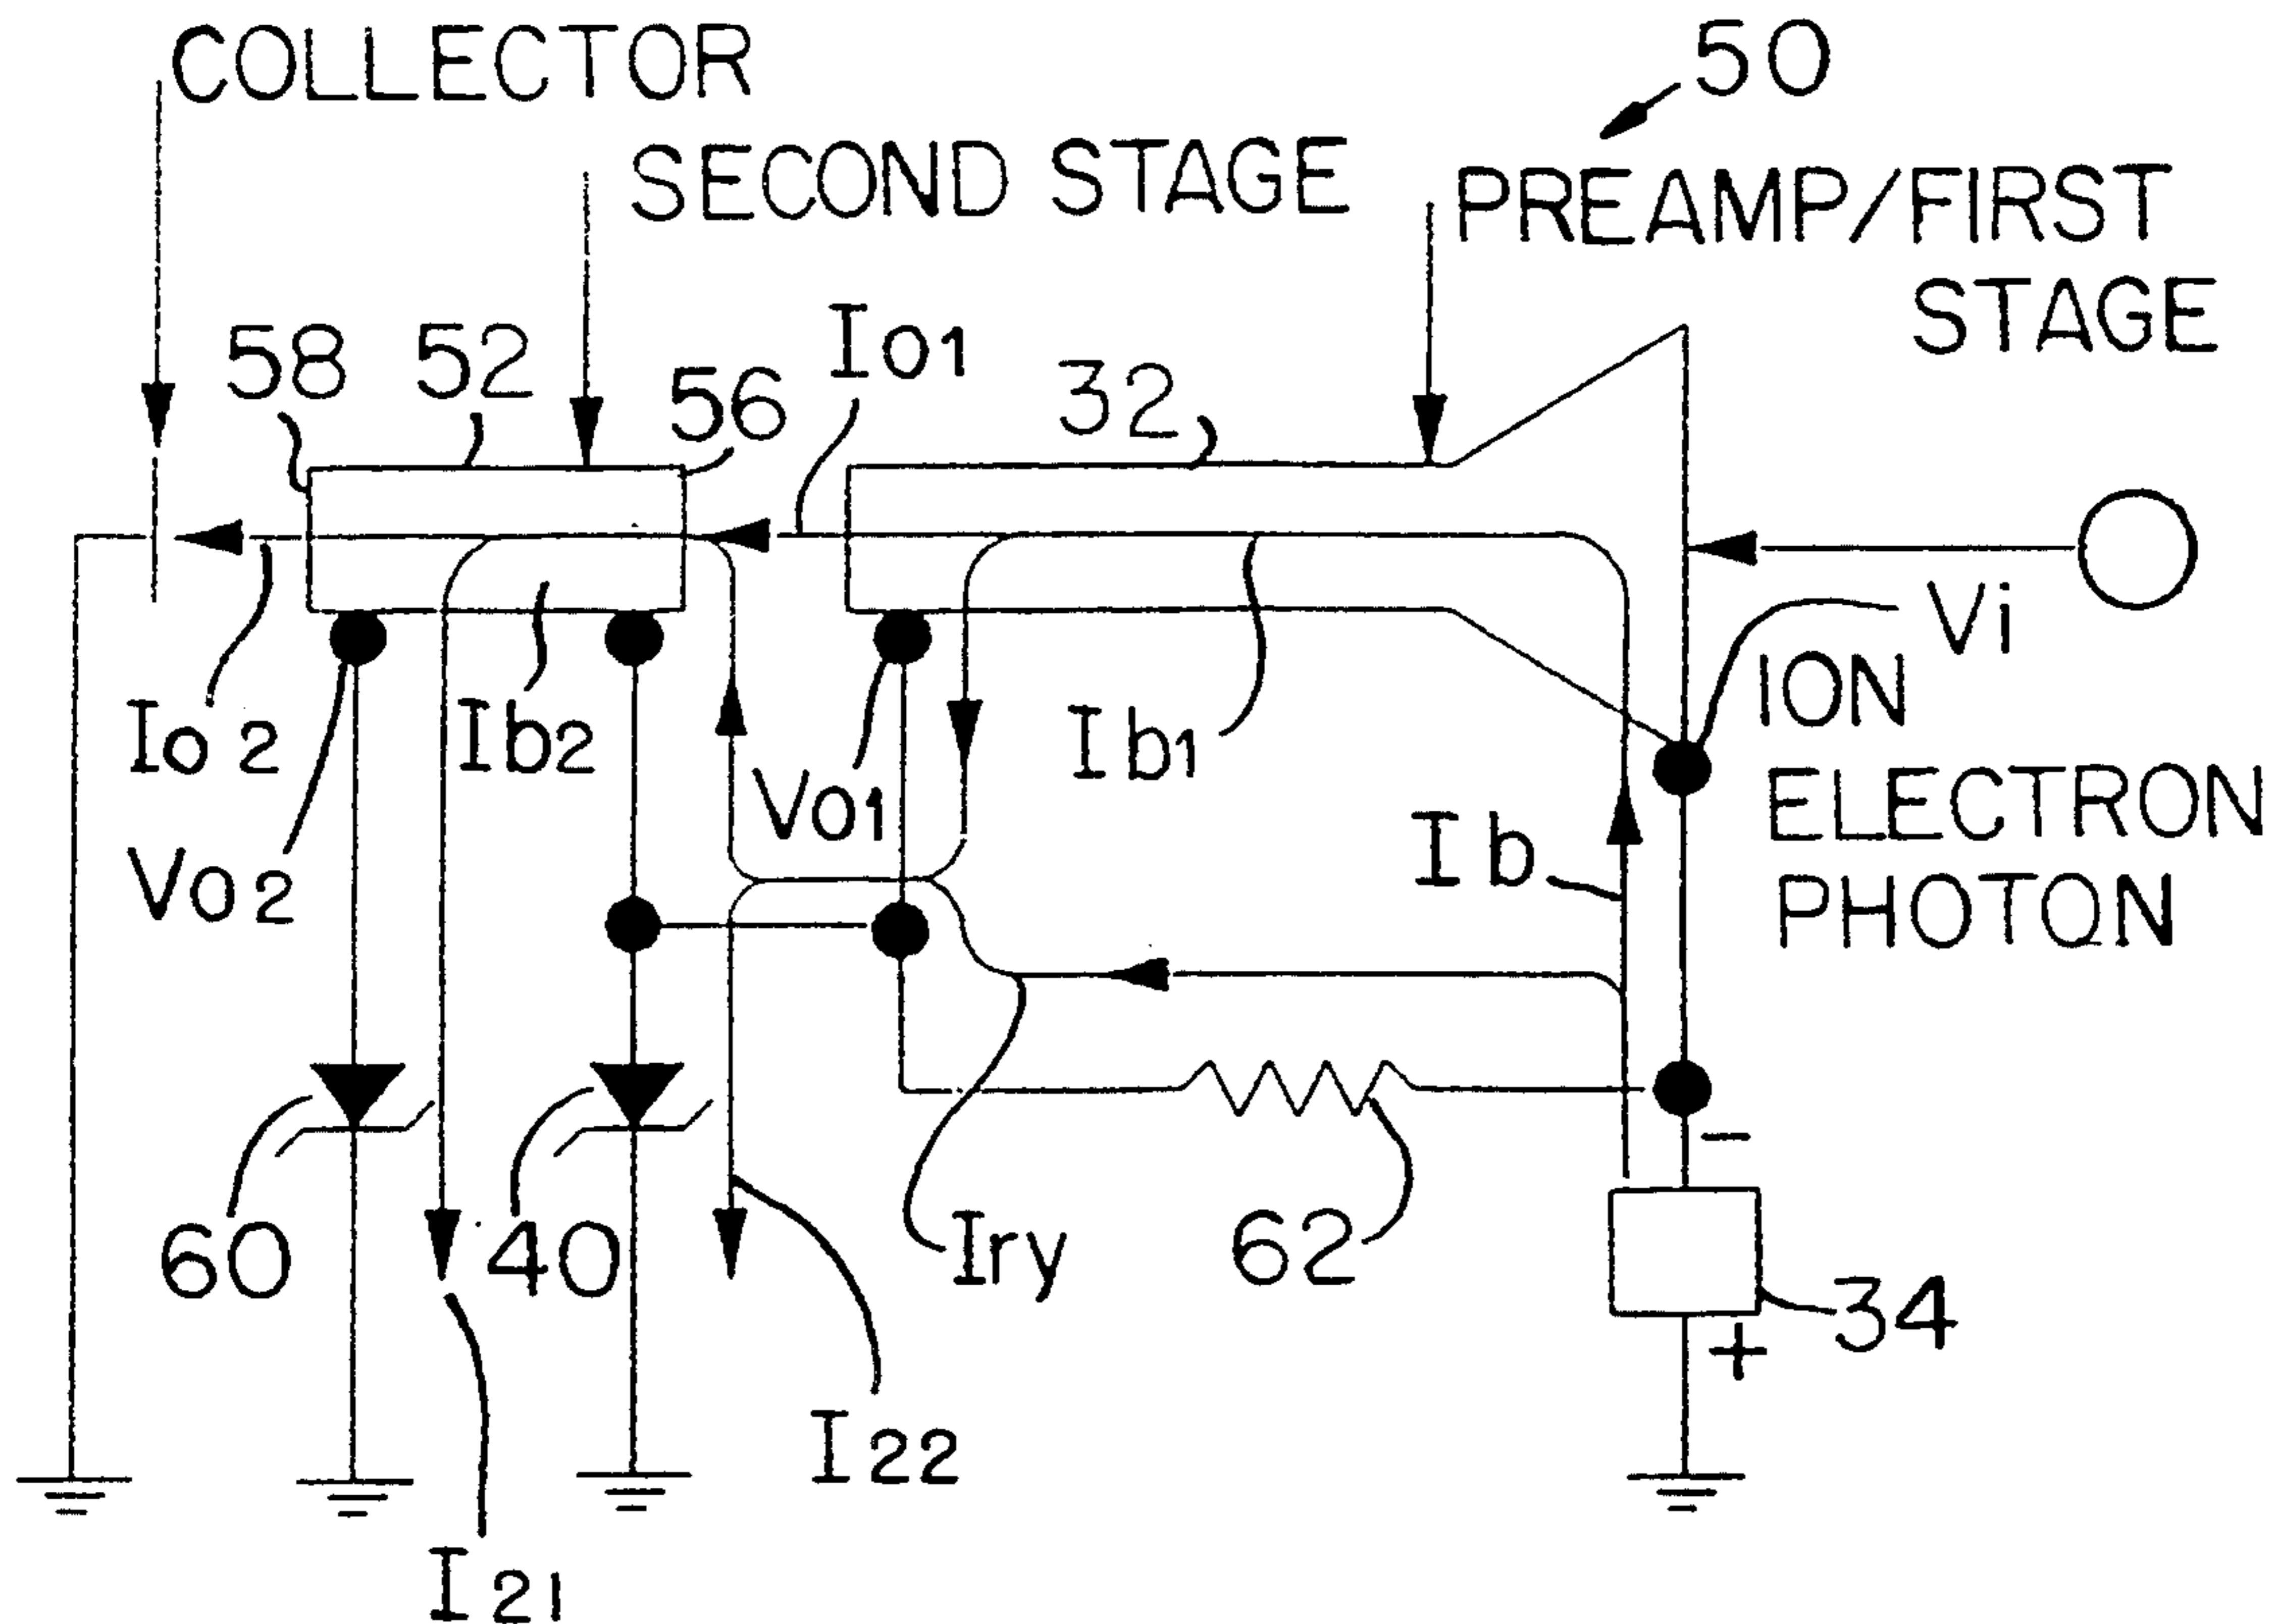 COLLECTOR
50
SECOND STAGE
PREAMP/FIRST
STAGE
58
52
56
Io1
32
Vi
ION
ELECTRON
PHOTON
Io2
Ib2
Vo1
Ib1
Vo2
Ib
60
40
Iry
62
-
34
+
I22
I21